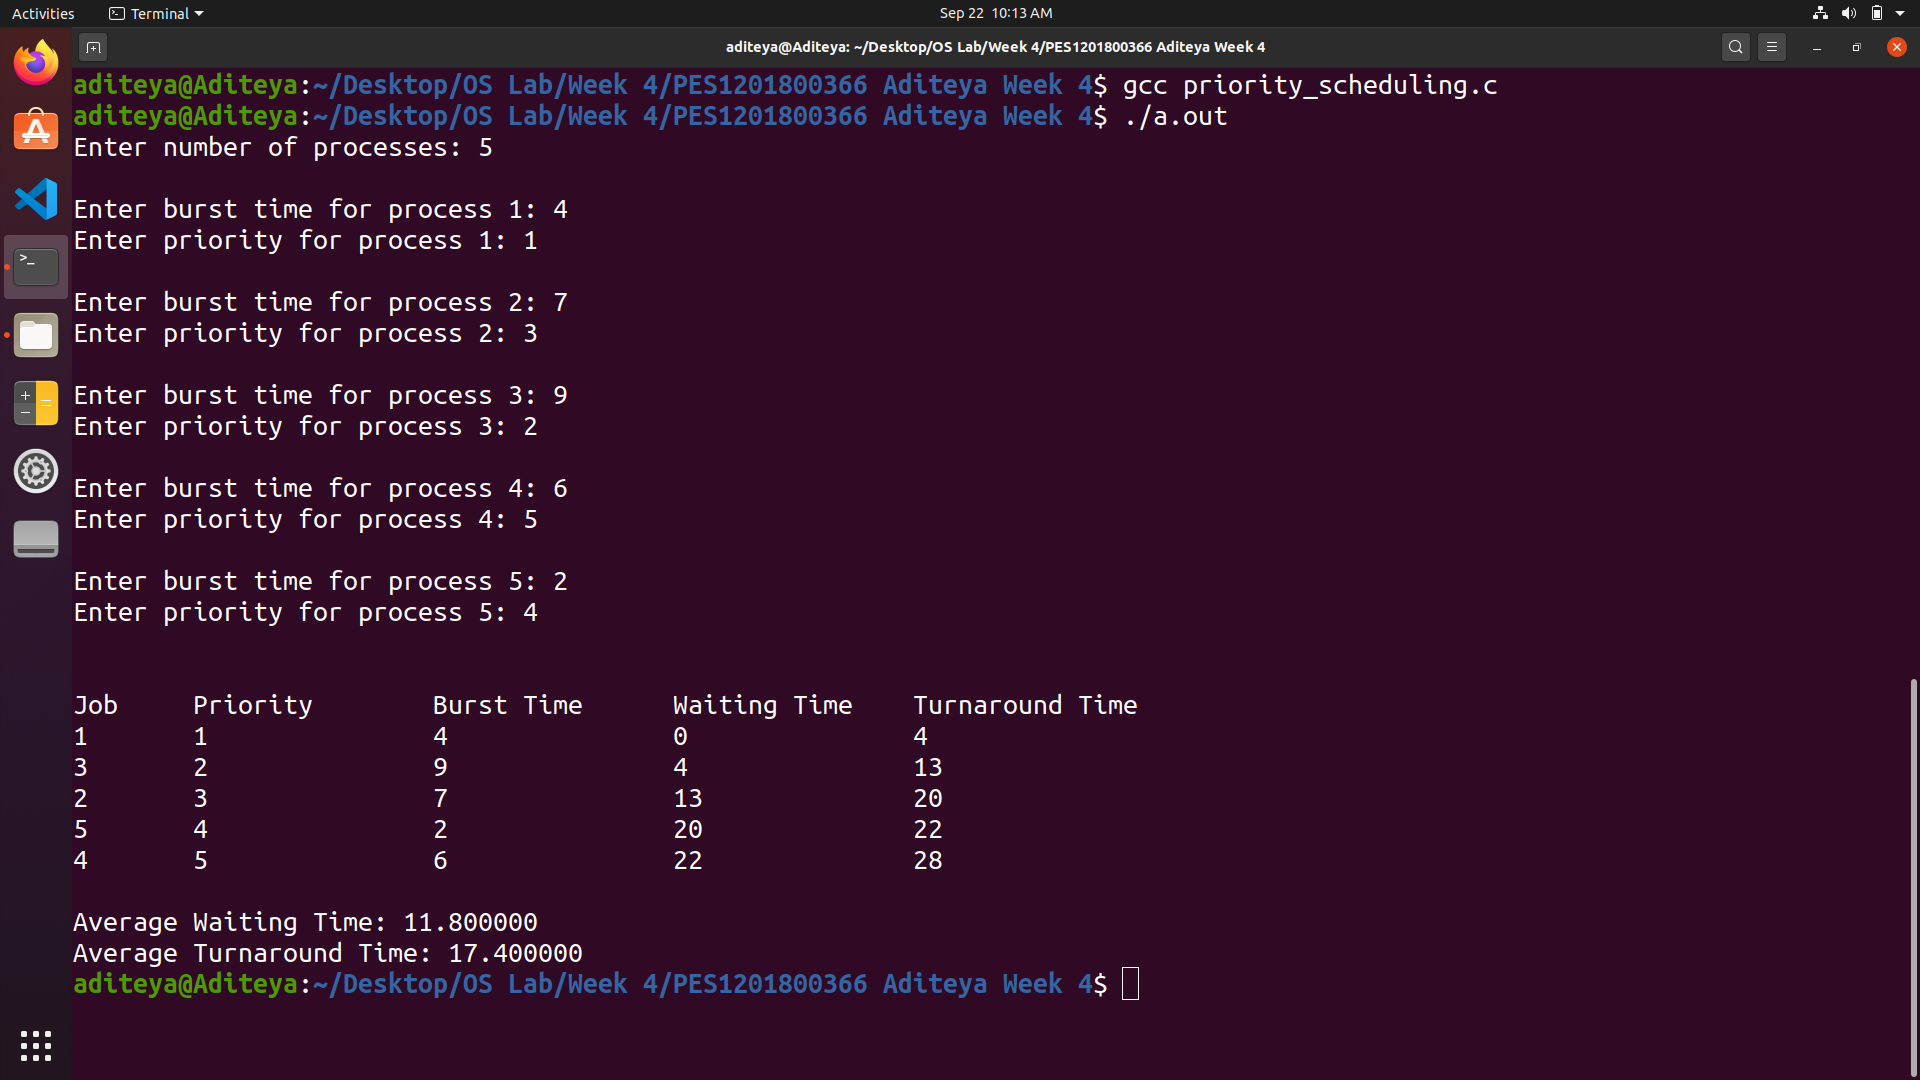 Activities Terminal Sep 22 10:13 AM
aditeya@Aditeya: ~/Desktop/OS Lab/Week 4/PES1201800366 Aditeya Week 4
aditeya@Aditeya:~/Desktop/OS Lab/Week 4/PES1201800366 Aditeya Week 4$ gcc priority_scheduling.c
aditeya@Aditeya:~/Desktop/OS Lab/Week 4/PES1201800366 Aditeya Week 4$ ./a.out
Enter number of processes: 5
Enter burst time for process 1: 4
Enter priority for process 1: 1
Enter burst time for process 2: 7
Enter priority for process 2: 3
Enter burst time for process 3: 9
Enter priority for process 3: 2
Enter burst time for process 4: 6
Enter priority for process 4: 5
Enter burst time for process 5: 2
Enter priority for process 5: 4
Job Priority Burst Time Waiting Time Turnaround Time
1 1 4 0 4
3 2 9 4 13
2 3 7 13 20
5 4 2 20 22
4 5 6 22 28
Average Waiting Time: 11.800000
Average Turnaround Time: 17.400000
aditeya@Aditeya:~/Desktop/OS Lab/Week 4/PES1201800366 Aditeya Week 4$